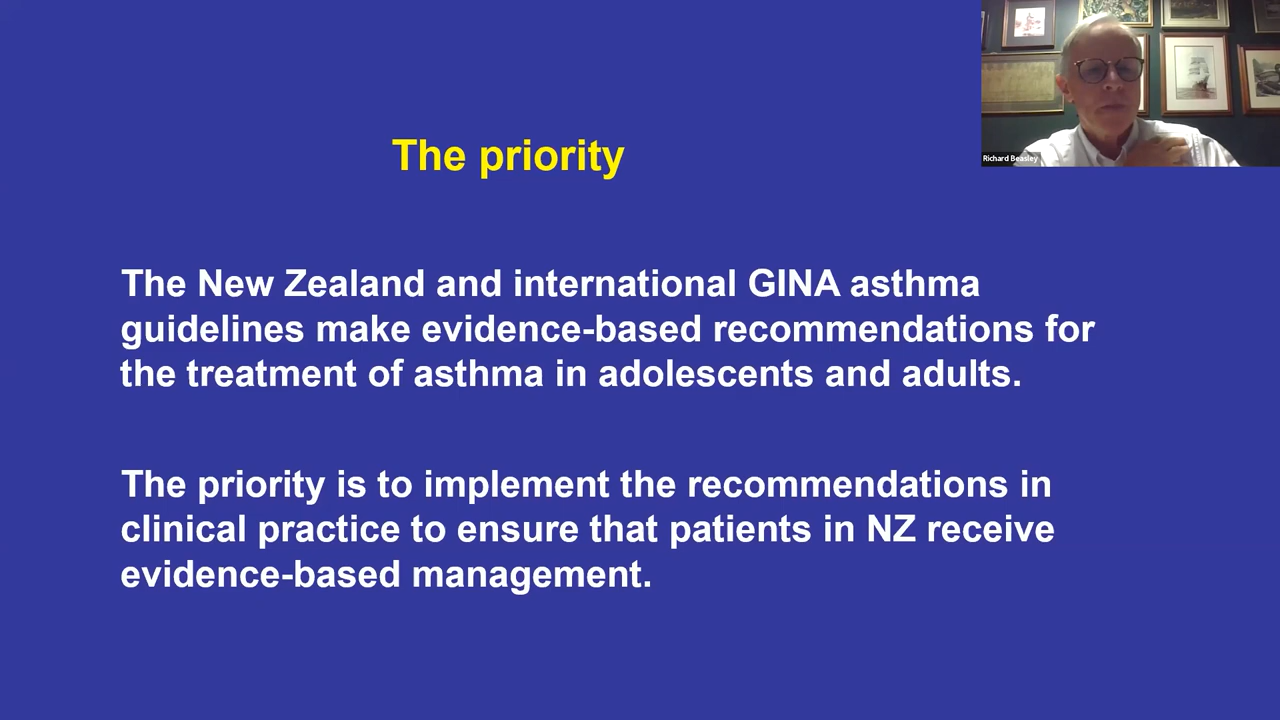 The priority
Richard Beasley
The New Zealand and international GINA asthma
guidelines make evidence-based recommendations for
the treatment of asthma in adolescents and adults.
The priority is to implement the recommendations in
clinical practice to ensure that patients in NZ receive
evidence-based management.